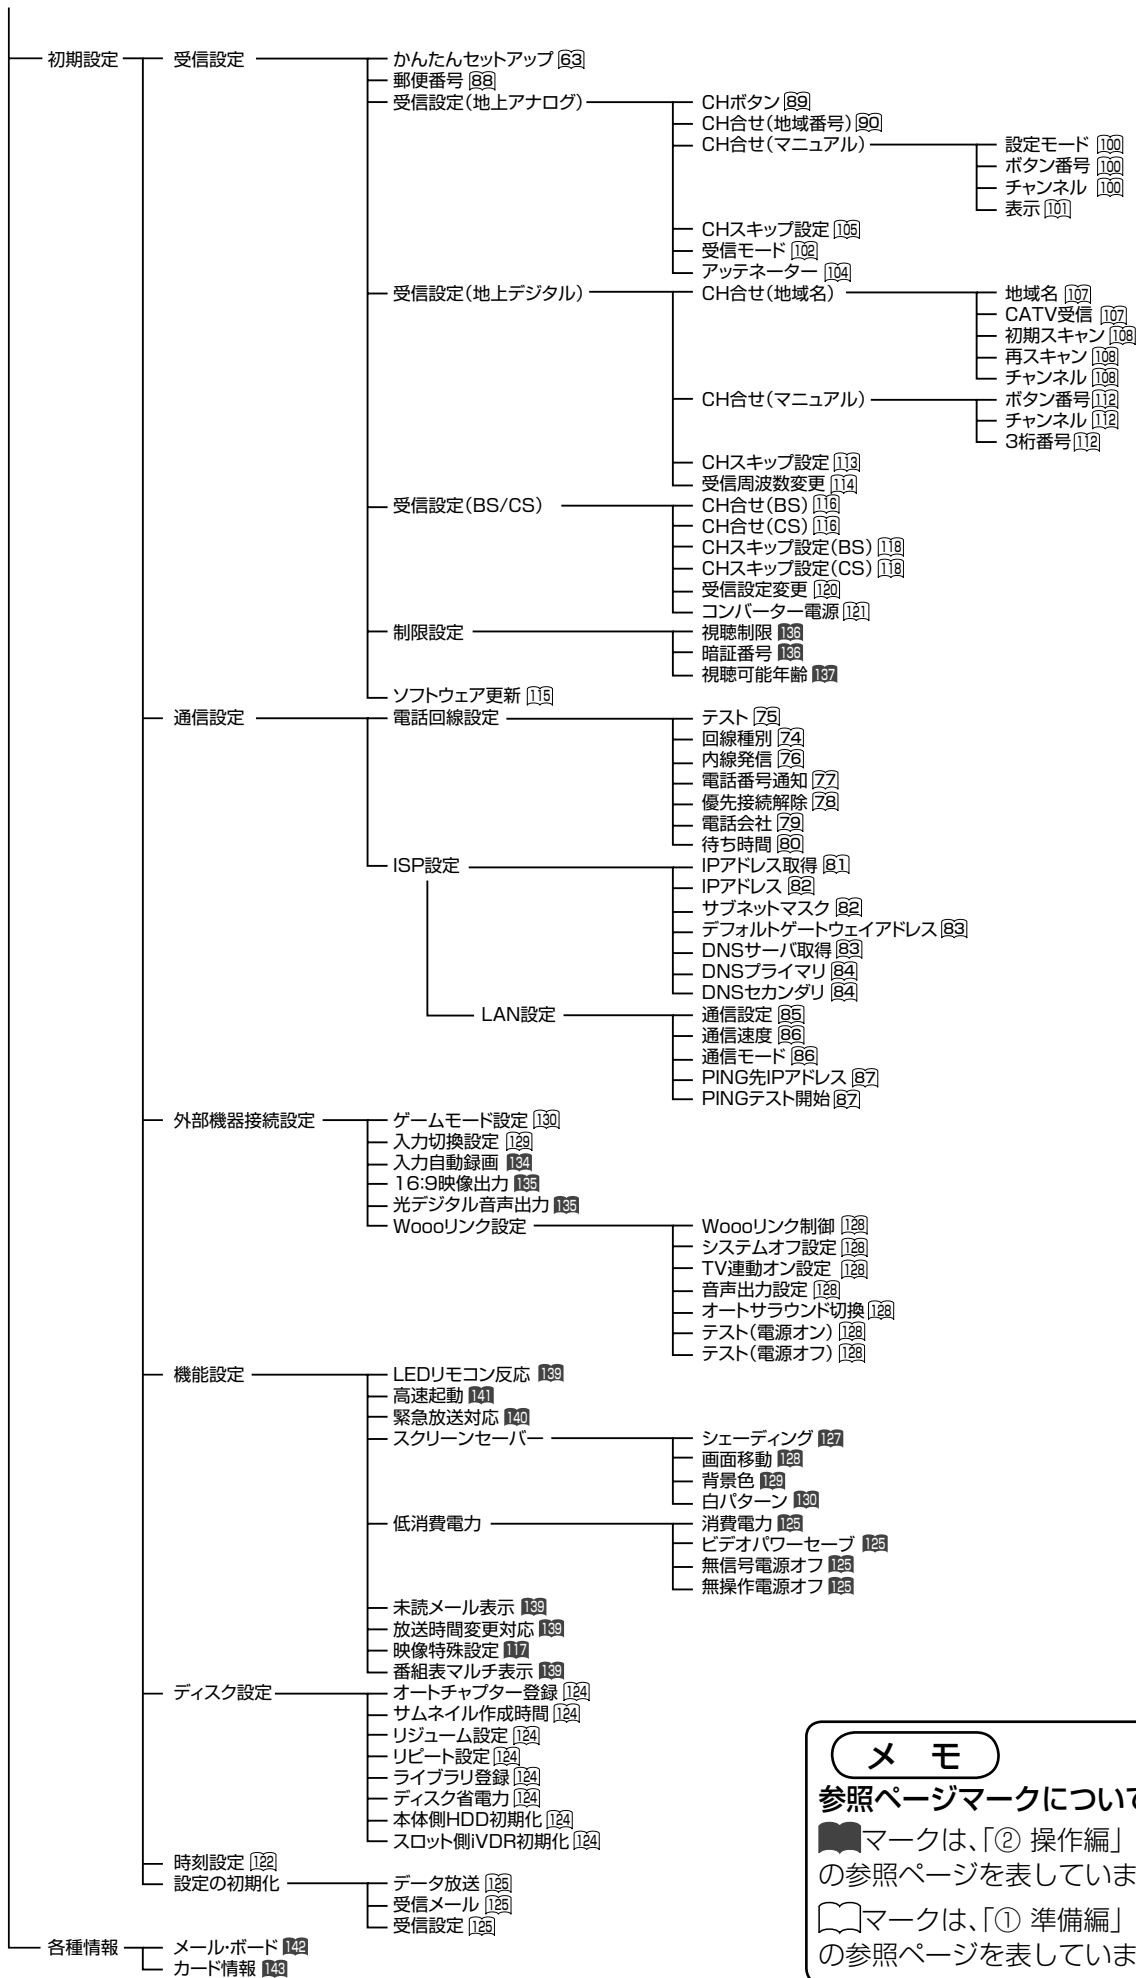 初期設定
受信設定
かんたんセットアップ 63
郵便番号 88
受信設定(地上アナログ)
CHボタン 89
CH合せ(地域番号) 90
CH合せ(マニュアル)
設定モード 100
ボタン番号 100
チャンネル 100
表示 101
CHスキップ設定 105
受信モード 102
アッテネーター 104
受信設定(地上デジタル)
CH合せ(地域名)
地域名 107
CATV受信 107
初期スキャン 108
再スキャン 108
チャンネル 108
CH合せ(マニュアル)
ボタン番号 112
チャンネル 112
3桁番号 112
CHスキップ設定 113
受信周波数変更 114
受信設定(BS/CS)
CH合せ(BS) 116
CH合せ(CS) 116
CHスキップ設定(BS) 118
CHスキップ設定(CS) 118
受信設定変更 120
コンバーター電源 121
制限設定
視聴制限 136
暗証番号 136
視聴可能年齢 137
ソフトウェア更新 115
通信設定
電話回線設定
テスト 75
回線種別 74
内線発信 76
電話番号通知 77
優先接続解除 78
電話会社 79
待ち時間 80
ISP設定
IPアドレス取得 81
IPアドレス 82
サブネットマスク 82
デフォルトゲートウェイアドレス 83
DNSサーバ取得 83
DNSプライマリ 84
DNSセカンダリ 84
LAN設定
通信設定 85
通信速度 86
通信モード 86
PING先IPアドレス 87
PINGテスト開始 87
外部機器接続設定
ゲームモード設定 130
入力切換設定 129
入力自動録画 134
16:9映像出力 135
光デジタル音声出力 135
Woooリンク設定
Woooリンク制御 128
システムオフ設定 128
TV連動オン設定 128
音声出力設定 128
オートサラウンド切換 128
テスト(電源オン) 128
テスト(電源オフ) 128
機能設定
LEDリモコン反応 139
高速起動 141
緊急放送対応 140
スクリーンセーバー
シェーディング 127
画面移動 128
背景色 129
白パターン 130
低消費電力
消費電力 125
ビデオパワーセーブ 125
無信号電源オフ 125
無操作電源オフ 125
未読メール表示 139
放送時間変更対応 139
映像特殊設定 117
番組表マルチ表示 139
ディスク設定
オートチャプター登録 124
サムネイル作成時間 124
リジューム設定 124
リピート設定 124
ライブラリ登録 124
ディスク省電力 124
本体側HDD初期化 124
スロット側iVDR初期化 124
時刻設定 122
設定の初期化
データ放送 125
受信メール 125
受信設定 125
各種情報
メール・ボード 142
カード情報 143
メ モ
参照ページマークについて
マークは、「② 操作編」
の参照ページを表していま
マークは、「① 準備編」
の参照ページを表していま